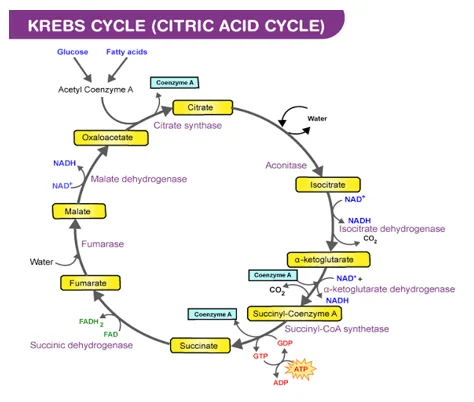 KREBS CYCLE (CITRIC ACID CYCLE)
Glucose
Fatty acids
Acetyl Coenzyme A
Coenzyme A
Citrate
Citrate synthase
Water
Oxaloacetate
Aconitase
NADH
Malate dehydrogenase
NAD⁺
Isocitrate
NAD⁺
NADH
Isocitrate dehydrogenase
CO₂
Malate
Fumarase
Water
α-ketoglutarate
Coenzyme A
NAD⁺ +
CO₂
α-ketoglutarate dehydrogenase
NADH
Fumarate
Succinyl-Coenzyme A
Coenzyme A
FADH₂
FAD
Succinyl-CoA synthetase
Succinic dehydrogenase
Succinate
GDP
GTP
ATP
ADP